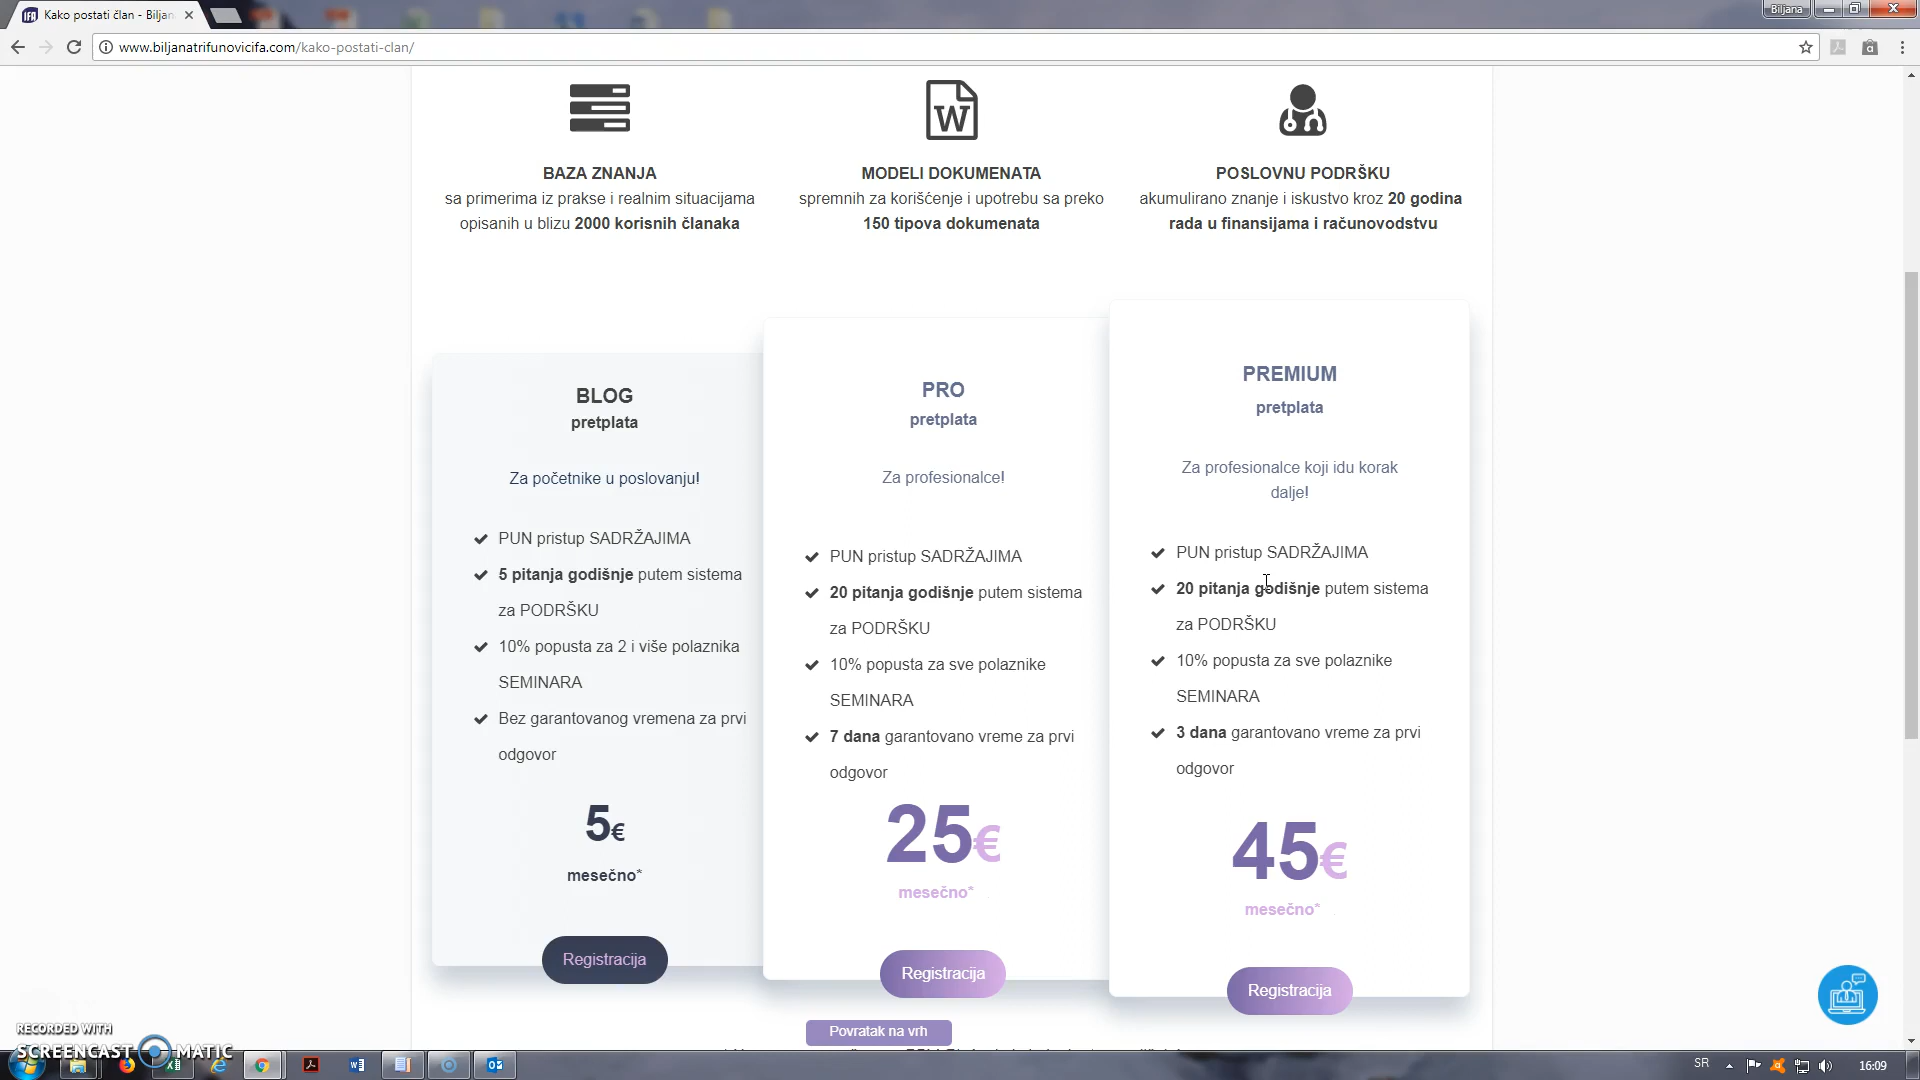 Kako postati član - Biljan
Biljana
www.biljanatrifunovicifa.com/kako-postati-clan/
BAZA ZNANJA
sa primerima iz prakse i realnim situacijama
opisanih u blizu 2000 korisnih članaka
MODELI DOKUMENATA
spremnih za korišćenje i upotrebu sa preko
150 tipova dokumenata
POSLOVNU PODRŠKU
akumulirano znanje i iskustvo kroz 20 godina
rada u finansijama i računovodstvu
BLOG
pretplata
Za početnike u poslovanju!
PUN pristup SADRŽAJIMA
5 pitanja godišnje putem sistema
za PODRŠKU
10% popusta za 2 i više polaznika
SEMINARA
Bez garantovanog vremena za prvi
odgovor
5€
mesečno*
Registracija
PRO
pretplata
Za profesionalce!
PUN pristup SADRŽAJIMA
20 pitanja godišnje putem sistema
za PODRŠKU
10% popusta za sve polaznike
SEMINARA
7 dana garantovano vreme za prvi
odgovor
25€
mesečno*
Registracija
PREMIUM
pretplata
Za profesionalce koji idu korak
dalje!
PUN pristup SADRŽAJIMA
20 pitanja godišnje putem sistema
za PODRŠKU
10% popusta za sve polaznike
SEMINARA
3 dana garantovano vreme za prvi
odgovor
45€
mesečno*
Registracija
Povratak na vrh
RECORDED WITH
SCREENCAST MATIC
SR
16:09